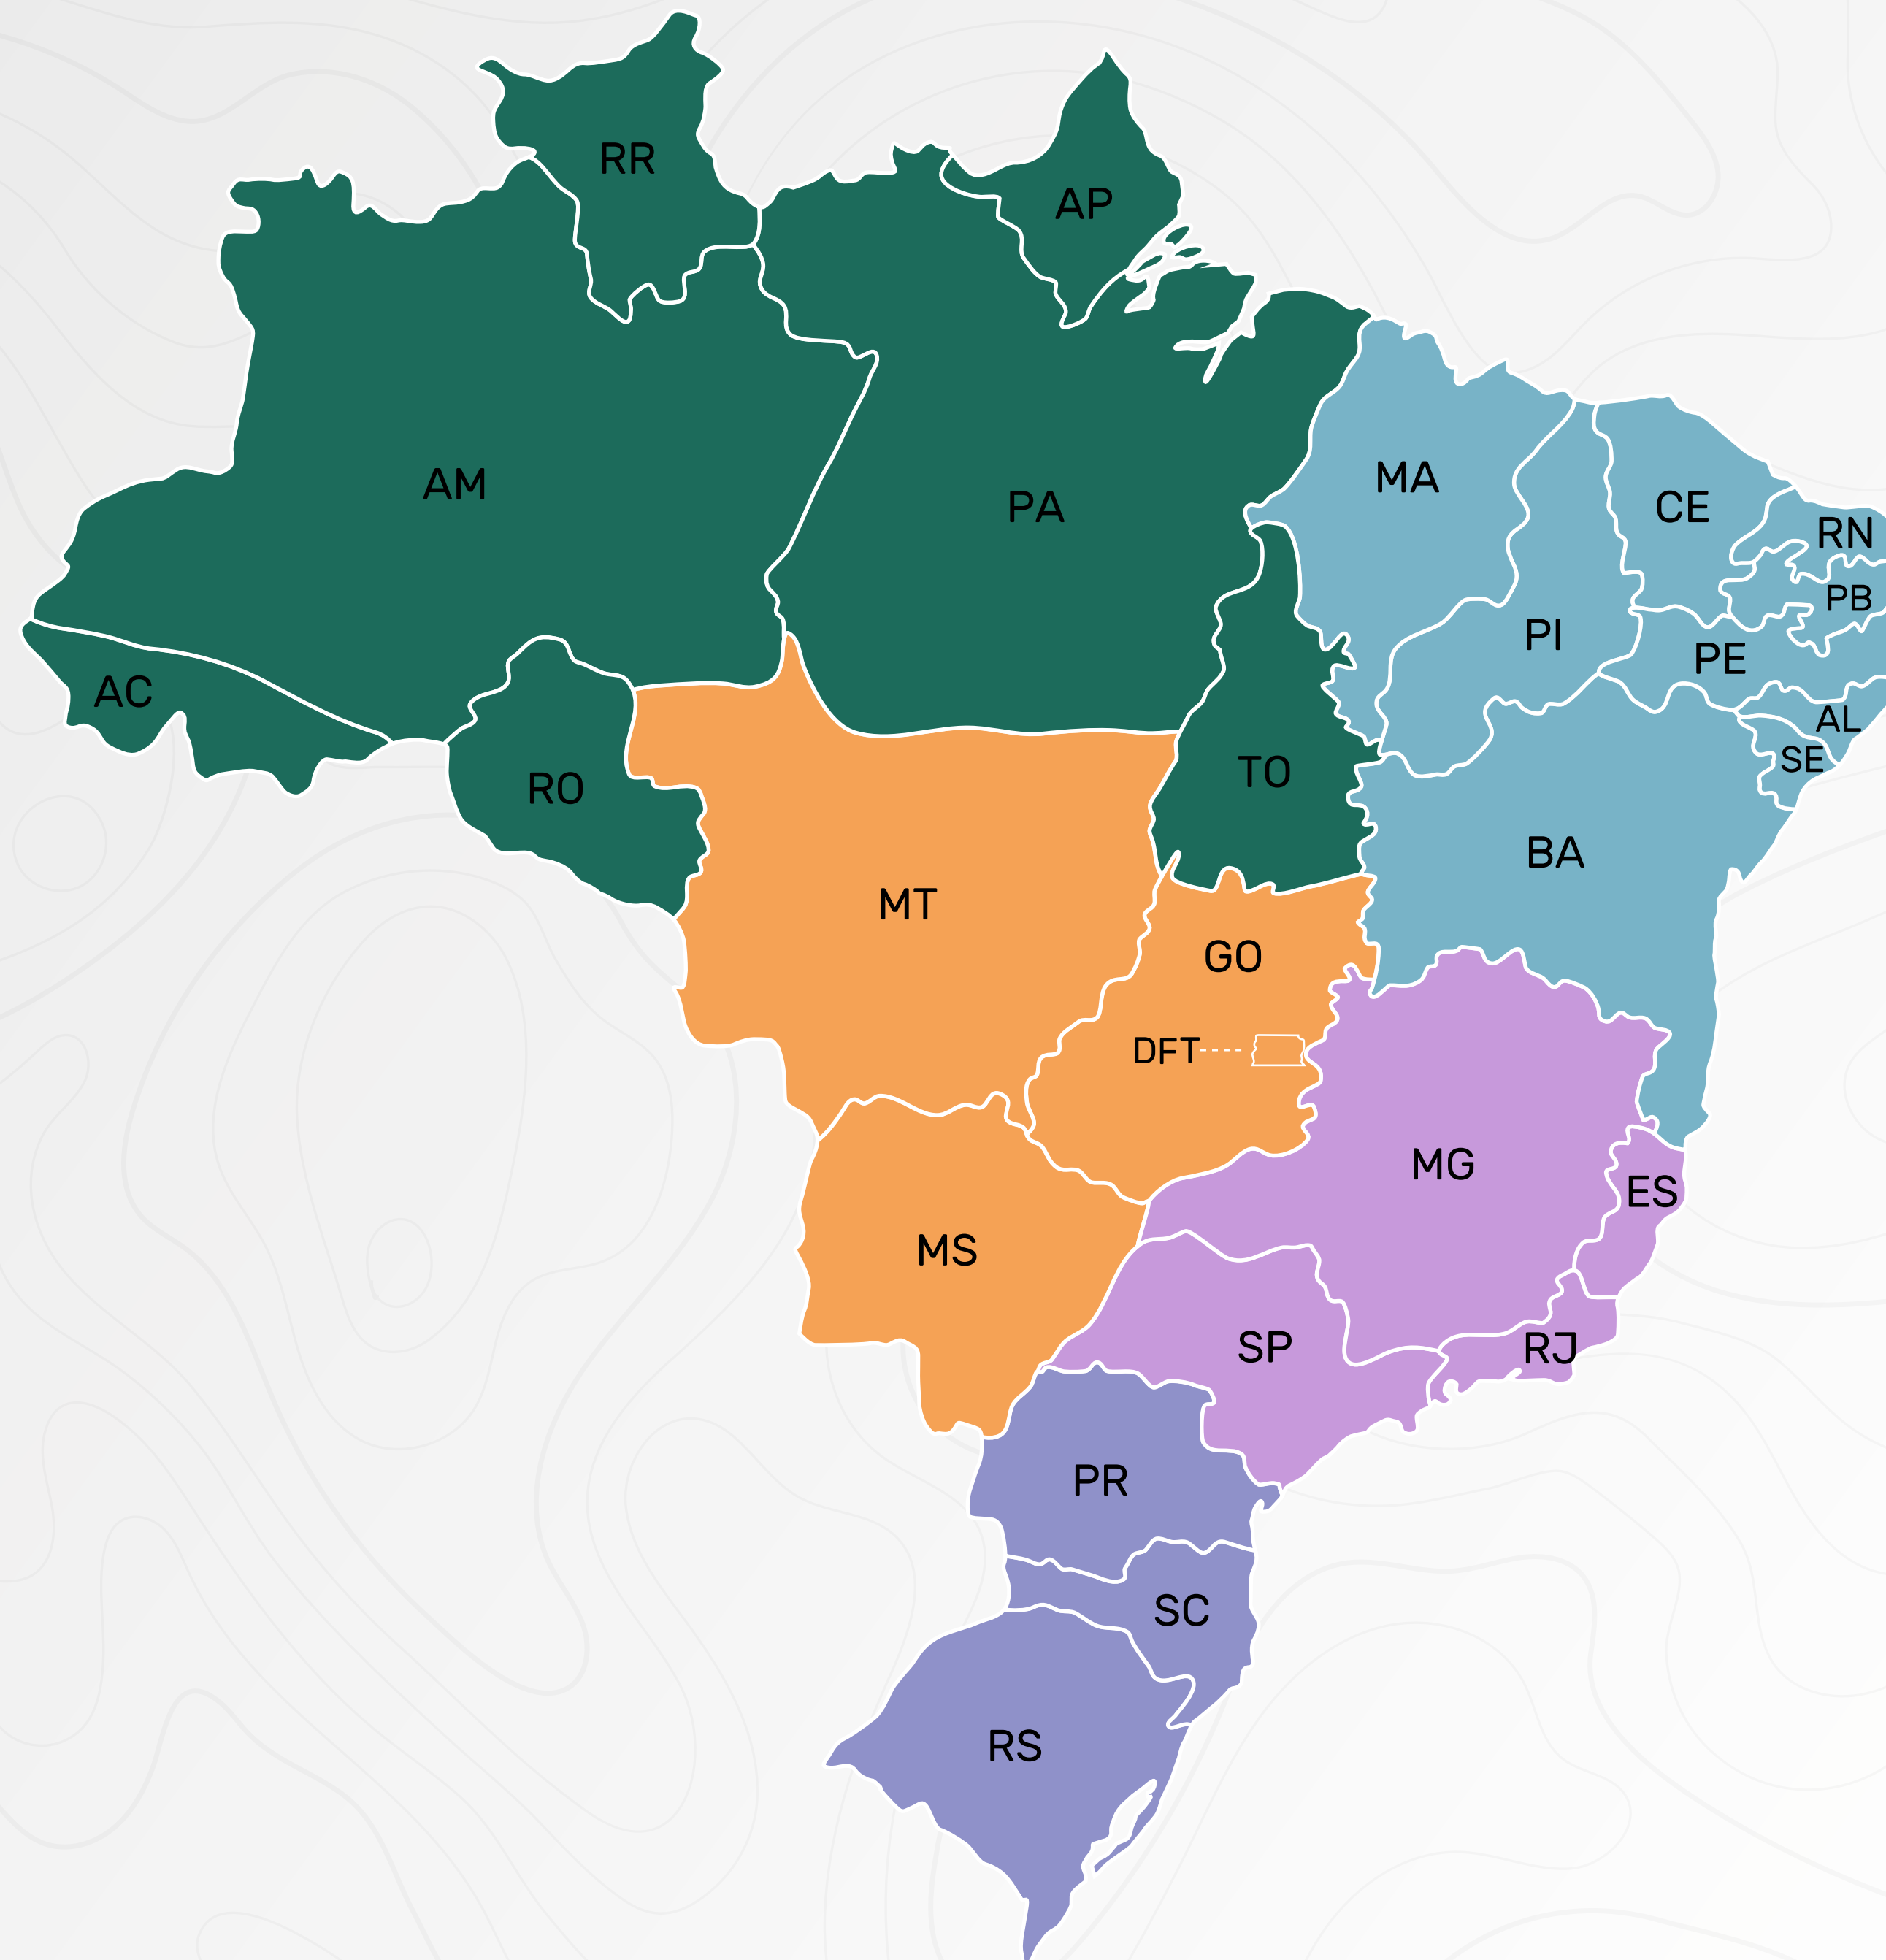 RR
AP
AM
PA
MA
CE
RN
PB
PI
PE
AC
AL
SE
TO
RO
BA
MT
GO
DFT
MG
ES
MS
SP
RJ
PR
SC
RS